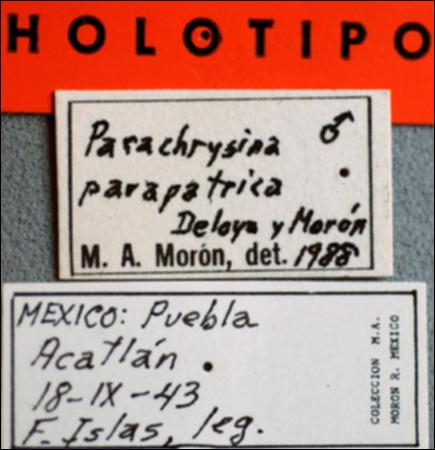 HOLOTIPO
Parachrysina ♂
parapatrica
Deloya y Morón
M. A. Morón, det. 1988
MEXICO: Puebla
Acatlán
18-IX-43
F. Islas, leg.
COLECCION M.A.
MORON R. MEXICO